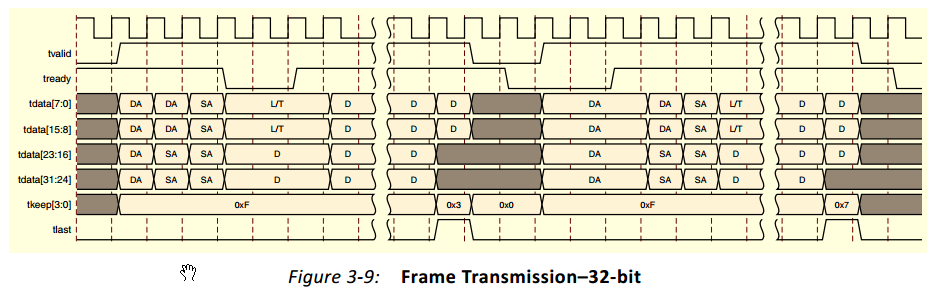 tvalid
tready
tdata[7:0] DA DA SA L/T D D D DA DA SA L/T D D
tdata[15:8] DA DA SA L/T D D D DA DA SA L/T D D
tdata[23:16] DA SA SA D D D DA SA SA D D D
tdata[31:24] DA SA SA D D D DA SA SA D D
tkeep[3:0] 0xF 0x3 0x0 0xF 0x7
tlast
Figure 3-9: Frame Transmission–32-bit